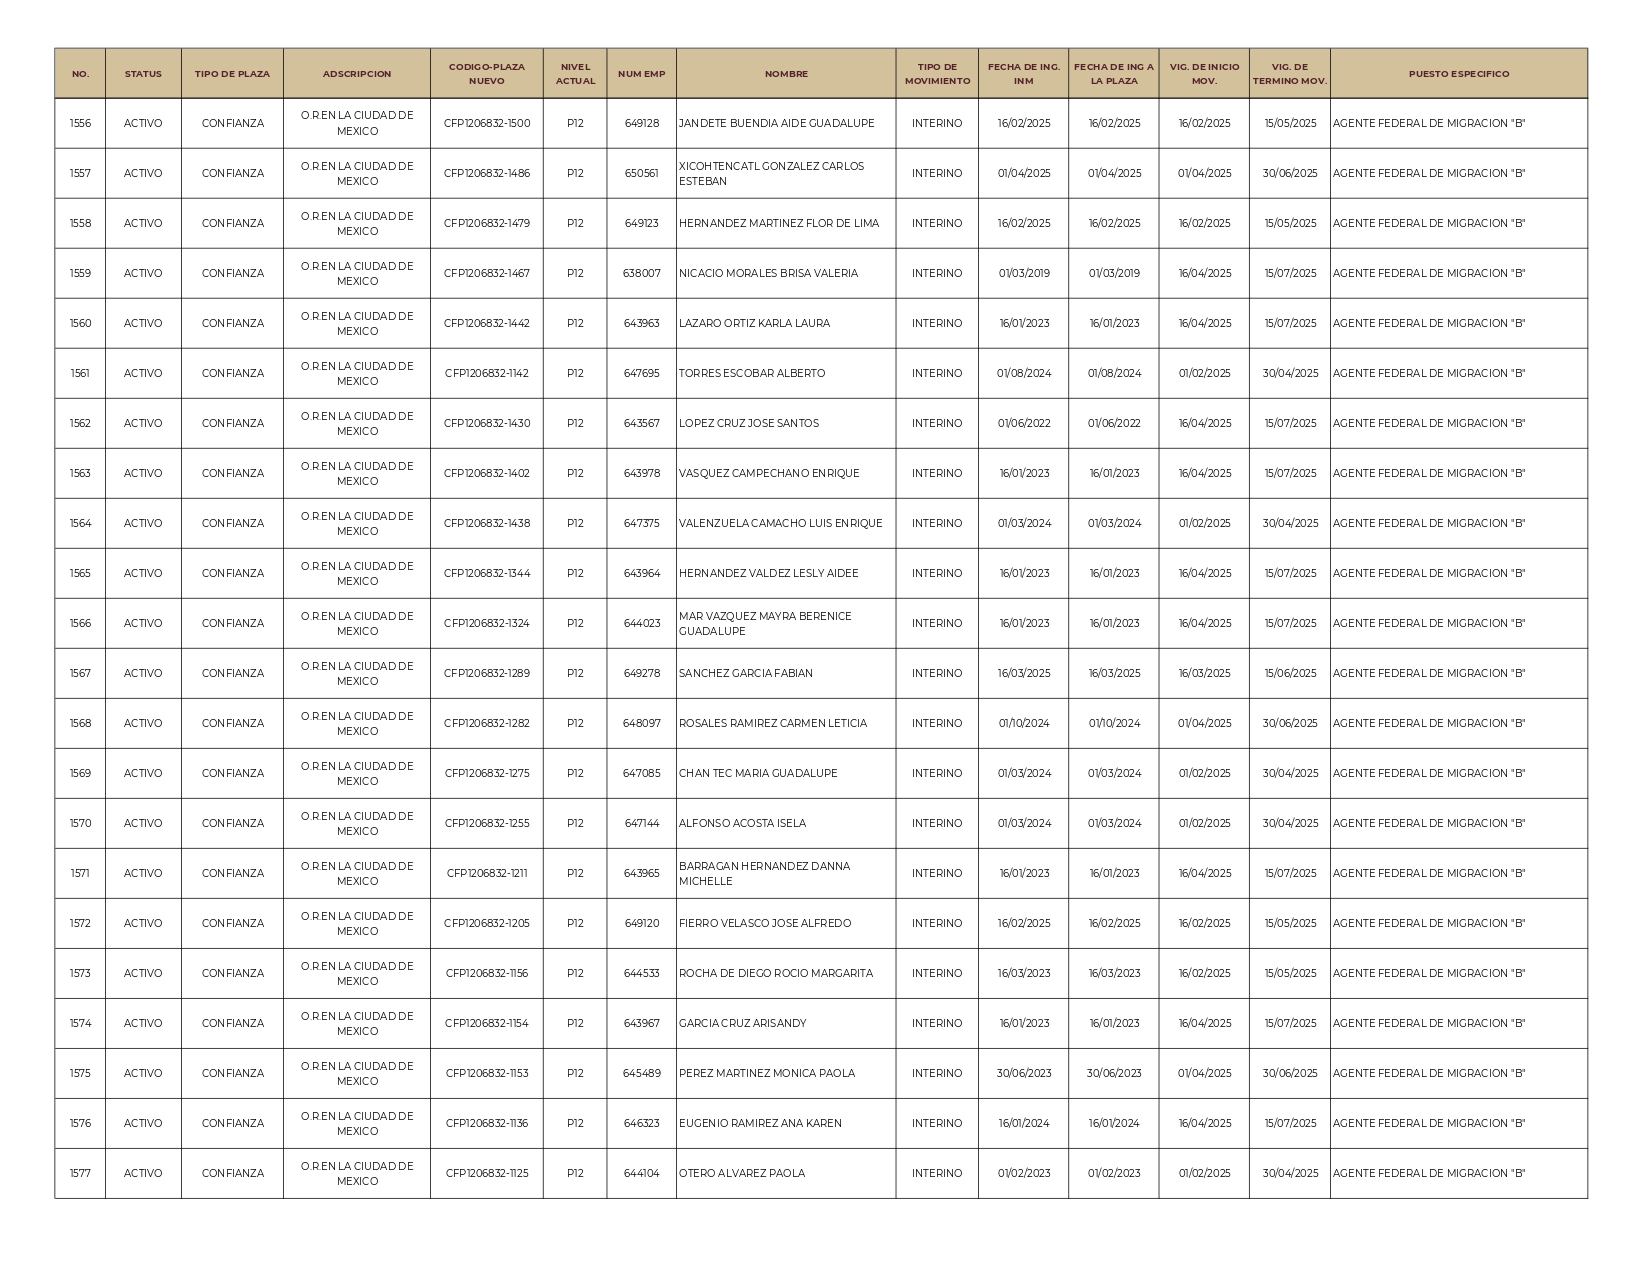 NO. STATUS TIPO DE PLAZA ADSCRIPCION CODIGO-PLAZA NUEVO NIVEL ACTUAL NUM EMP NOMBRE TIPO DE MOVIMIENTO FECHA DE ING. INM FECHA DE ING A LA PLAZA VIG. DE INICIO MOV. VIG. DE TERMINO MOV. PUESTO ESPECIFICO
1556 ACTIVO CONFIANZA O.R.EN LA CIUDAD DE MEXICO CFP1206832-1500 P12 649128 JANDETE BUENDIA AIDE GUADALUPE INTERINO 16/02/2025 16/02/2025 16/02/2025 15/05/2025 AGENTE FEDERAL DE MIGRACION "B"
1557 ACTIVO CONFIANZA O.R.EN LA CIUDAD DE MEXICO CFP1206832-1486 P12 650561 XICOHTENCATL GONZALEZ CARLOS ESTEBAN INTERINO 01/04/2025 01/04/2025 01/04/2025 30/06/2025 AGENTE FEDERAL DE MIGRACION "B"
1558 ACTIVO CONFIANZA O.R.EN LA CIUDAD DE MEXICO CFP1206832-1479 P12 649123 HERNANDEZ MARTINEZ FLOR DE LIMA INTERINO 16/02/2025 16/02/2025 16/02/2025 15/05/2025 AGENTE FEDERAL DE MIGRACION "B"
1559 ACTIVO CONFIANZA O.R.EN LA CIUDAD DE MEXICO CFP1206832-1467 P12 638007 NICACIO MORALES BRISA VALERIA INTERINO 01/03/2019 01/03/2019 16/04/2025 15/07/2025 AGENTE FEDERAL DE MIGRACION "B"
1560 ACTIVO CONFIANZA O.R.EN LA CIUDAD DE MEXICO CFP1206832-1442 P12 643963 LAZARO ORTIZ KARLA LAURA INTERINO 16/01/2023 16/01/2023 16/04/2025 15/07/2025 AGENTE FEDERAL DE MIGRACION "B"
1561 ACTIVO CONFIANZA O.R.EN LA CIUDAD DE MEXICO CFP1206832-1142 P12 647695 TORRES ESCOBAR ALBERTO INTERINO 01/08/2024 01/08/2024 01/02/2025 30/04/2025 AGENTE FEDERAL DE MIGRACION "B"
1562 ACTIVO CONFIANZA O.R.EN LA CIUDAD DE MEXICO CFP1206832-1430 P12 643567 LOPEZ CRUZ JOSE SANTOS INTERINO 01/06/2022 01/06/2022 16/04/2025 15/07/2025 AGENTE FEDERAL DE MIGRACION "B"
1563 ACTIVO CONFIANZA O.R.EN LA CIUDAD DE MEXICO CFP1206832-1402 P12 643978 VASQUEZ CAMPECHANO ENRIQUE INTERINO 16/01/2023 16/01/2023 16/04/2025 15/07/2025 AGENTE FEDERAL DE MIGRACION "B"
1564 ACTIVO CONFIANZA O.R.EN LA CIUDAD DE MEXICO CFP1206832-1438 P12 647375 VALENZUELA CAMACHO LUIS ENRIQUE INTERINO 01/03/2024 01/03/2024 01/02/2025 30/04/2025 AGENTE FEDERAL DE MIGRACION "B"
1565 ACTIVO CONFIANZA O.R.EN LA CIUDAD DE MEXICO CFP1206832-1344 P12 643964 HERNANDEZ VALDEZ LESLY AIDEE INTERINO 16/01/2023 16/01/2023 16/04/2025 15/07/2025 AGENTE FEDERAL DE MIGRACION "B"
1566 ACTIVO CONFIANZA O.R.EN LA CIUDAD DE MEXICO CFP1206832-1324 P12 644023 MAR VAZQUEZ MAYRA BERENICE GUADALUPE INTERINO 16/01/2023 16/01/2023 16/04/2025 15/07/2025 AGENTE FEDERAL DE MIGRACION "B"
1567 ACTIVO CONFIANZA O.R.EN LA CIUDAD DE MEXICO CFP1206832-1289 P12 649278 SANCHEZ GARCIA FABIAN INTERINO 16/03/2025 16/03/2025 16/03/2025 15/06/2025 AGENTE FEDERAL DE MIGRACION "B"
1568 ACTIVO CONFIANZA O.R.EN LA CIUDAD DE MEXICO CFP1206832-1282 P12 648097 ROSALES RAMIREZ CARMEN LETICIA INTERINO 01/10/2024 01/10/2024 01/04/2025 30/06/2025 AGENTE FEDERAL DE MIGRACION "B"
1569 ACTIVO CONFIANZA O.R.EN LA CIUDAD DE MEXICO CFP1206832-1275 P12 647085 CHAN TEC MARIA GUADALUPE INTERINO 01/03/2024 01/03/2024 01/02/2025 30/04/2025 AGENTE FEDERAL DE MIGRACION "B"
1570 ACTIVO CONFIANZA O.R.EN LA CIUDAD DE MEXICO CFP1206832-1255 P12 647144 ALFONSO ACOSTA ISELA INTERINO 01/03/2024 01/03/2024 01/02/2025 30/04/2025 AGENTE FEDERAL DE MIGRACION "B"
1571 ACTIVO CONFIANZA O.R.EN LA CIUDAD DE MEXICO CFP1206832-1211 P12 643965 BARRAGAN HERNANDEZ DANNA MICHELLE INTERINO 16/01/2023 16/01/2023 16/04/2025 15/07/2025 AGENTE FEDERAL DE MIGRACION "B"
1572 ACTIVO CONFIANZA O.R.EN LA CIUDAD DE MEXICO CFP1206832-1205 P12 649120 FIERRO VELASCO JOSE ALFREDO INTERINO 16/02/2025 16/02/2025 16/02/2025 15/05/2025 AGENTE FEDERAL DE MIGRACION "B"
1573 ACTIVO CONFIANZA O.R.EN LA CIUDAD DE MEXICO CFP1206832-1156 P12 644533 ROCHA DE DIEGO ROCIO MARGARITA INTERINO 16/03/2023 16/03/2023 16/02/2025 15/05/2025 AGENTE FEDERAL DE MIGRACION "B"
1574 ACTIVO CONFIANZA O.R.EN LA CIUDAD DE MEXICO CFP1206832-1154 P12 643967 GARCIA CRUZ ARISANDY INTERINO 16/01/2023 16/01/2023 16/04/2025 15/07/2025 AGENTE FEDERAL DE MIGRACION "B"
1575 ACTIVO CONFIANZA O.R.EN LA CIUDAD DE MEXICO CFP1206832-1153 P12 645489 PEREZ MARTINEZ MONICA PAOLA INTERINO 30/06/2023 30/06/2023 01/04/2025 30/06/2025 AGENTE FEDERAL DE MIGRACION "B"
1576 ACTIVO CONFIANZA O.R.EN LA CIUDAD DE MEXICO CFP1206832-1136 P12 646323 EUGENIO RAMIREZ ANA KAREN INTERINO 16/01/2024 16/01/2024 16/04/2025 15/07/2025 AGENTE FEDERAL DE MIGRACION "B"
1577 ACTIVO CONFIANZA O.R.EN LA CIUDAD DE MEXICO CFP1206832-1125 P12 644104 OTERO ALVAREZ PAOLA INTERINO 01/02/2023 01/02/2023 01/02/2025 30/04/2025 AGENTE FEDERAL DE MIGRACION "B"